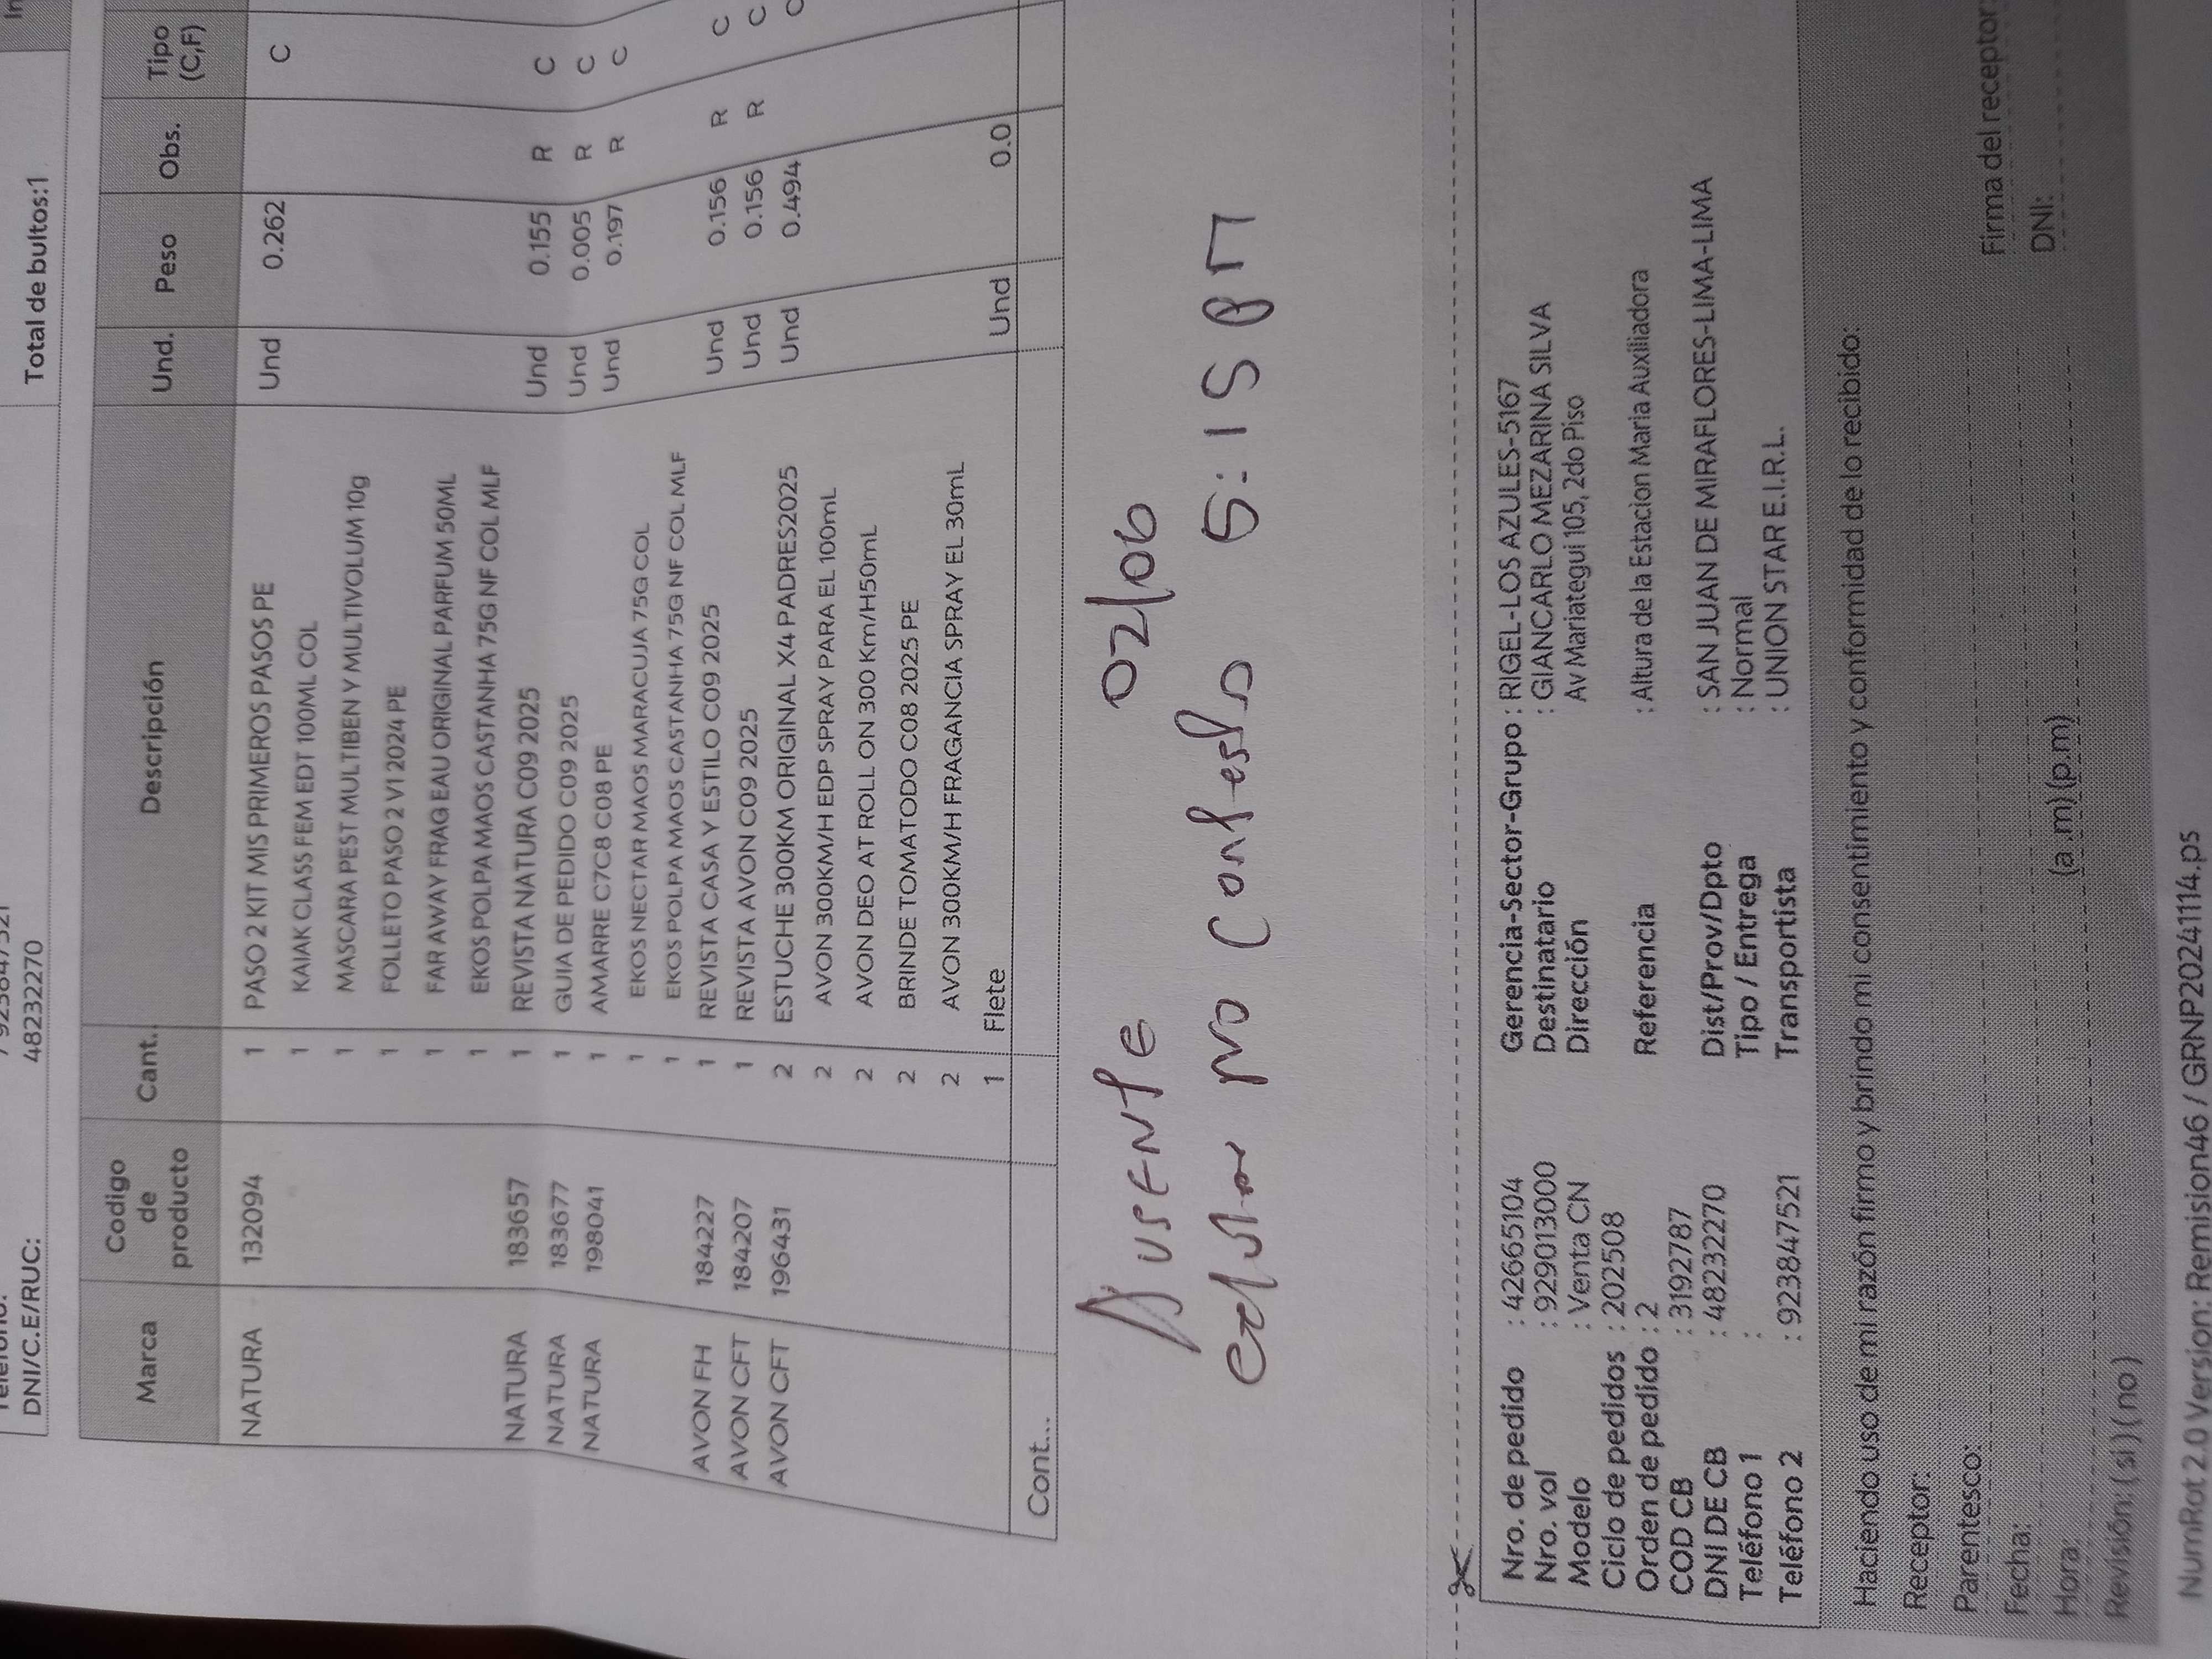 Total de bultos:1
48232270
DNI/C.E/RUC:
Marca Codigo de producto Cant. Descripción Und. Peso Obs. Tipo (C,F)
NATURA 132094 1 PASO 2 KIT MIS PRIMEROS PASOS PE Und 0.262 C
1 KAIAK CLASS FEM EDT 100ML COL
1 MASCARA PEST MULTIBEN Y MULTIVOLUM 10g
1 FOLLETO PASO 2 V1 2024 PE
1 FAR AWAY FRAG EAU ORIGINAL PARFUM 50ML
1 EKOS POLPA MAOS CASTANHA 75G NF COL MLF
NATURA 183657 1 REVISTA NATURA C09 2025 Und 0.155 R C
NATURA 183677 1 GUIA DE PEDIDO C09 2025 Und 0.005 R C
NATURA 198041 1 AMARRE C7C8 C08 PE Und 0.197 R C
1 EKOS NECTAR MAOS MARACUJA 75G COL
1 EKOS POLPA MAOS CASTANHA 75G NF COL MLF
AVON FH 184227 1 REVISTA CASA Y ESTILO C09 2025 Und 0.156 R C
AVON CFT 184207 1 REVISTA AVON C09 2025 Und 0.156 R C
AVON CFT 196431 2 ESTUCHE 300KM ORIGINAL X4 PADRES2025 Und 0.494 C
2 AVON 300KM/H EDP SPRAY PARA EL 100mL
2 AVON DEO AT ROLL ON 300 Km/H50mL
2 BRINDE TOMATODO C08 2025 PE
2 AVON 300KM/H FRAGANCIA SPRAY EL 30mL
1 Flete Und 0.0
Cont...
Ausente 02/06
no contesto 5:15 PM
Nro. de pedido : 426665104
Nro. vol : 929013000
Modelo : Venta CN
Ciclo de pedidos : 202508
Orden de pedido : 2
COD CB : 3192787
DNI DE CB : 48232270
Teléfono 1 :
Teléfono 2 : 923847521
Gerencia-Sector-Grupo : RIGEL-LOS AZULES-5167
Destinatario : GIANCARLO MEZARINA SILVA
Dirección Av Mariategui 105, 2do Piso
Referencia : Altura de la Estacion Maria Auxiliadora
Dist/Prov/Dpto : SAN JUAN DE MIRAFLORES-LIMA-LIMA
Tipo / Entrega : Normal
Transportista : UNION STAR E.I.R.L.
Haciendo uso de mi razón firmo y brindo mi consentimiento y conformidad de lo recibido:
Receptor:
Parentesco:
Fecha:
Hora: (a.m) (p.m)
Revisión: (si) (no)
Firma del receptor:
DNI:
NumRot 2.0 Version: Remision46 / GRNP20241114.ps